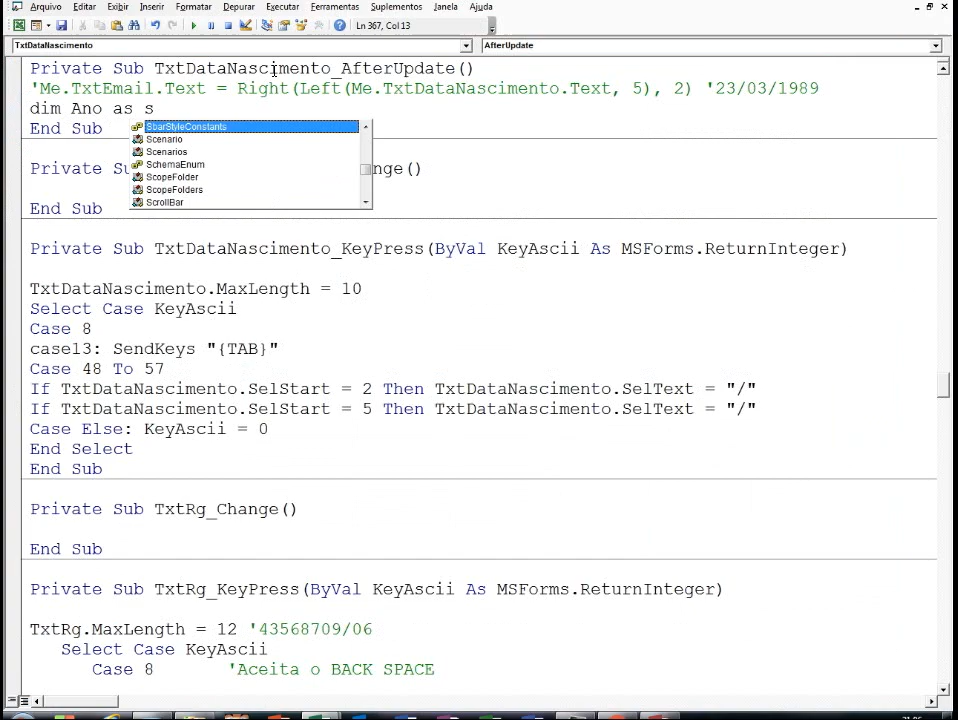 Arquivo Editar Exibir Inserir Formatar Depurar Executar Ferramentas Suplementos Janela Ajuda
Ln 367, Col 13
TxtDataNascimento AfterUpdate
Private Sub TxtDataNascimento_AfterUpdate()
'Me.TxtEmail.Text = Right(Left(Me.TxtDataNascimento.Text, 5), 2) '23/03/1989
dim Ano as s
End Sub
SbarStyleConstants
Scenario
Scenarios
SchemaEnum
ScopeFolder
ScopeFolders
ScrollBar
Private Su nge()
End Sub
Private Sub TxtDataNascimento_KeyPress(ByVal KeyAscii As MSForms.ReturnInteger)
TxtDataNascimento.MaxLength = 10
Select Case KeyAscii
Case 8
case13: SendKeys "{TAB}"
Case 48 To 57
If TxtDataNascimento.SelStart = 2 Then TxtDataNascimento.SelText = "/"
If TxtDataNascimento.SelStart = 5 Then TxtDataNascimento.SelText = "/"
Case Else: KeyAscii = 0
End Select
End Sub
Private Sub TxtRg_Change()
End Sub
Private Sub TxtRg_KeyPress(ByVal KeyAscii As MSForms.ReturnInteger)
TxtRg.MaxLength = 12 '43568709/06
Select Case KeyAscii
Case 8 'Aceita o BACK SPACE